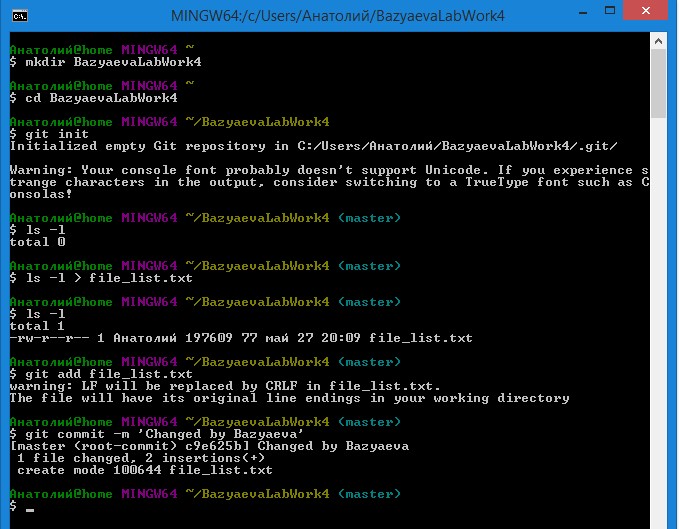 MINGW64:/c/Users/Анатолий/BazyaevaLabWork4
Анатолий@home MINGW64 ~
$ mkdir BazyaevaLabWork4
Анатолий@home MINGW64 ~
$ cd BazyaevaLabWork4
Анатолий@home MINGW64 ~/BazyaevaLabWork4
$ git init
Initialized empty Git repository in C:/Users/Анатолий/BazyaevaLabWork4/.git/
Warning: Your console font probably doesn't support Unicode. If you experience s
trange characters in the output, consider switching to a TrueType font such as C
onsolas!
Анатолий@home MINGW64 ~/BazyaevaLabWork4 (master)
$ ls -l
total 0
Анатолий@home MINGW64 ~/BazyaevaLabWork4 (master)
$ ls -l > file_list.txt
Анатолий@home MINGW64 ~/BazyaevaLabWork4 (master)
$ ls -l
total 1
-rw-r--r-- 1 Анатолий 197609 77 май 27 20:09 file_list.txt
Анатолий@home MINGW64 ~/BazyaevaLabWork4 (master)
$ git add file_list.txt
warning: LF will be replaced by CRLF in file_list.txt.
The file will have its original line endings in your working directory
Анатолий@home MINGW64 ~/BazyaevaLabWork4 (master)
$ git commit -m 'Changed by Bazyaeva'
[master (root-commit) c9e625b] Changed by Bazyaeva
 1 file changed, 2 insertions(+)
 create mode 100644 file_list.txt
Анатолий@home MINGW64 ~/BazyaevaLabWork4 (master)
$ _